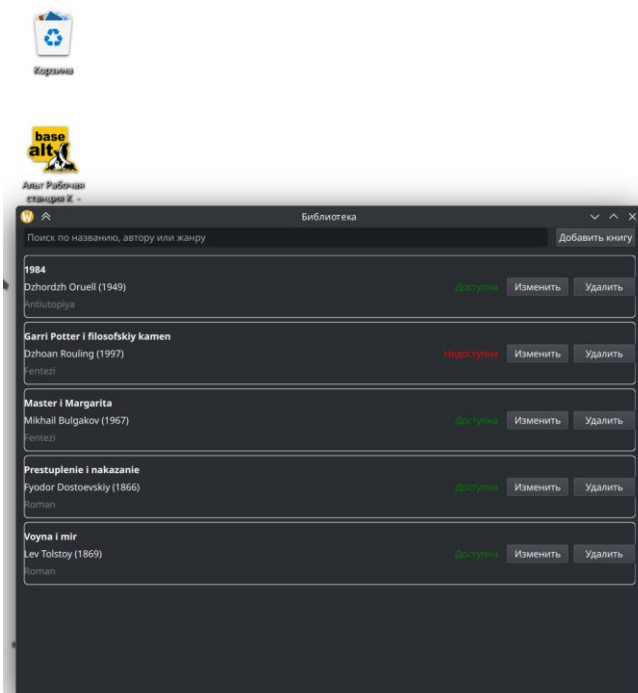 Корзина
base
alt
Альт Рабочая
станция К -
Библиотека
Поиск по названию, автору или жанру
Добавить книгу
1984
Dzhordzh Oruell (1949)
Доступна
Изменить
Удалить
Antiutopiya
Garri Potter i filosofskiy kamen
Dzhoan Rouling (1997)
Недоступна
Изменить
Удалить
Fentezi
Master i Margarita
Mikhail Bulgakov (1967)
Доступна
Изменить
Удалить
Fentezi
Prestuplenie i nakazanie
Fyodor Dostoevskiy (1866)
Доступна
Изменить
Удалить
Roman
Voyna i mir
Lev Tolstoy (1869)
Доступна
Изменить
Удалить
Roman